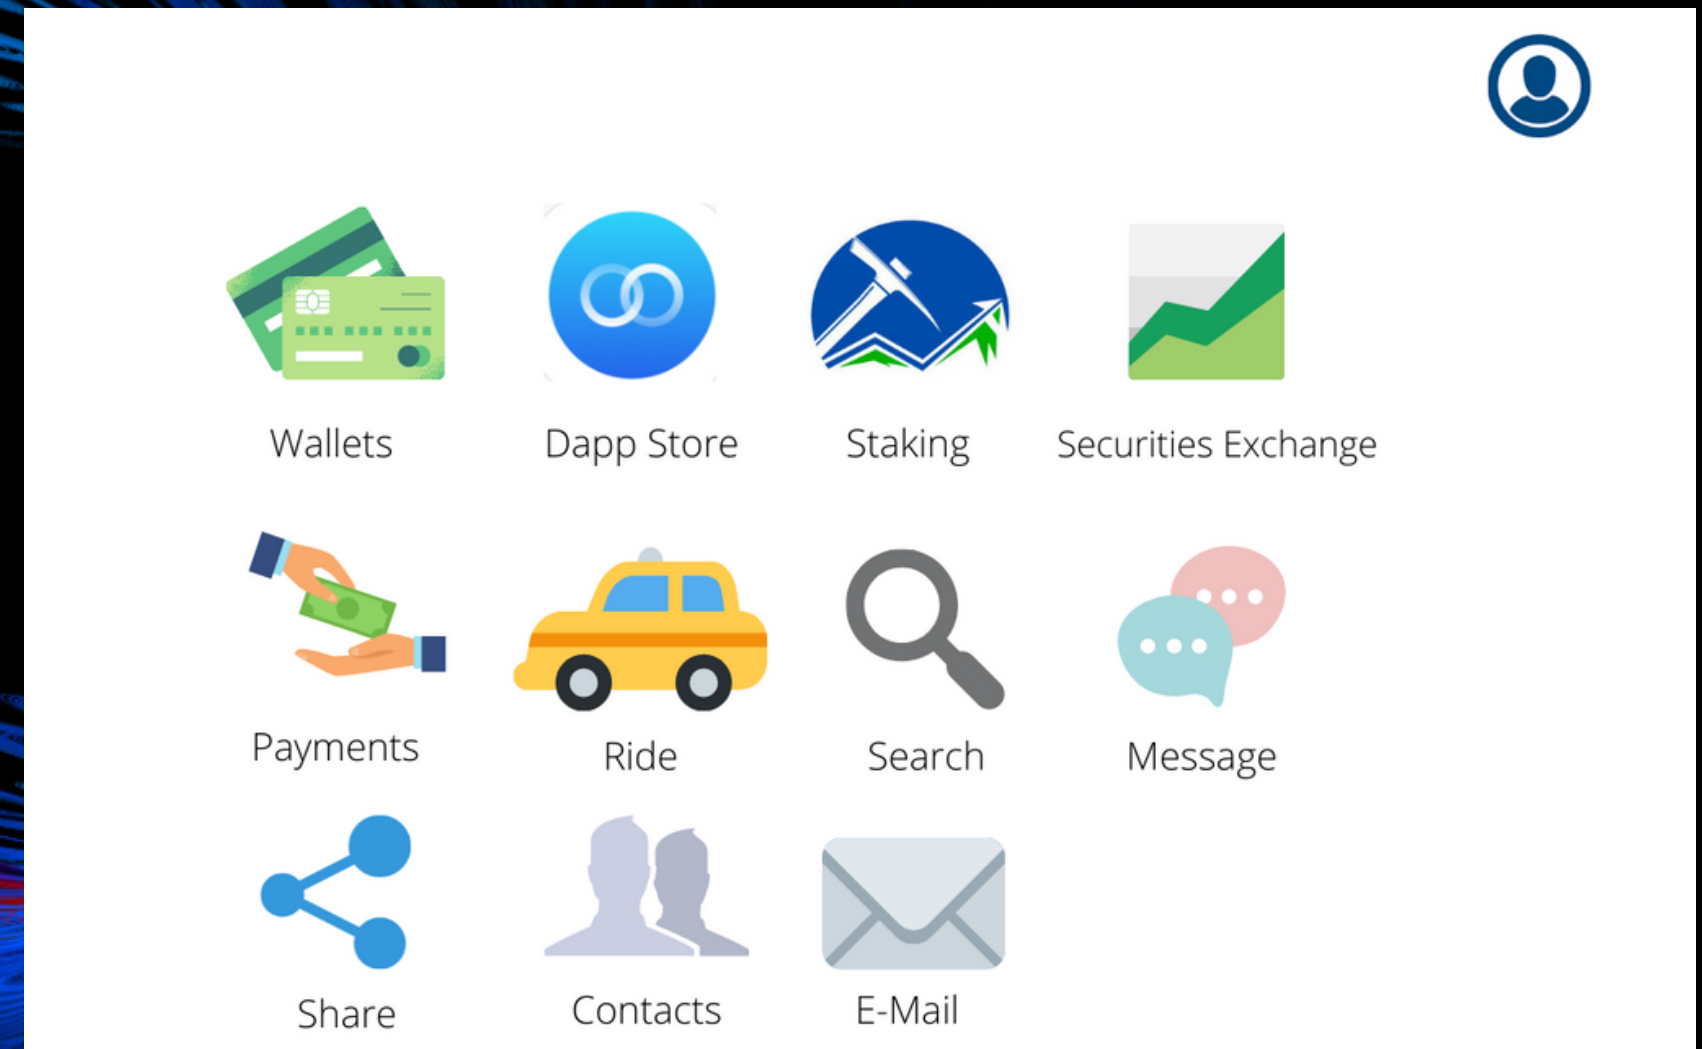 Wallets
Dapp Store
Staking
Securities Exchange
Payments
Ride
Search
Message
Share
Contacts
E-Mail